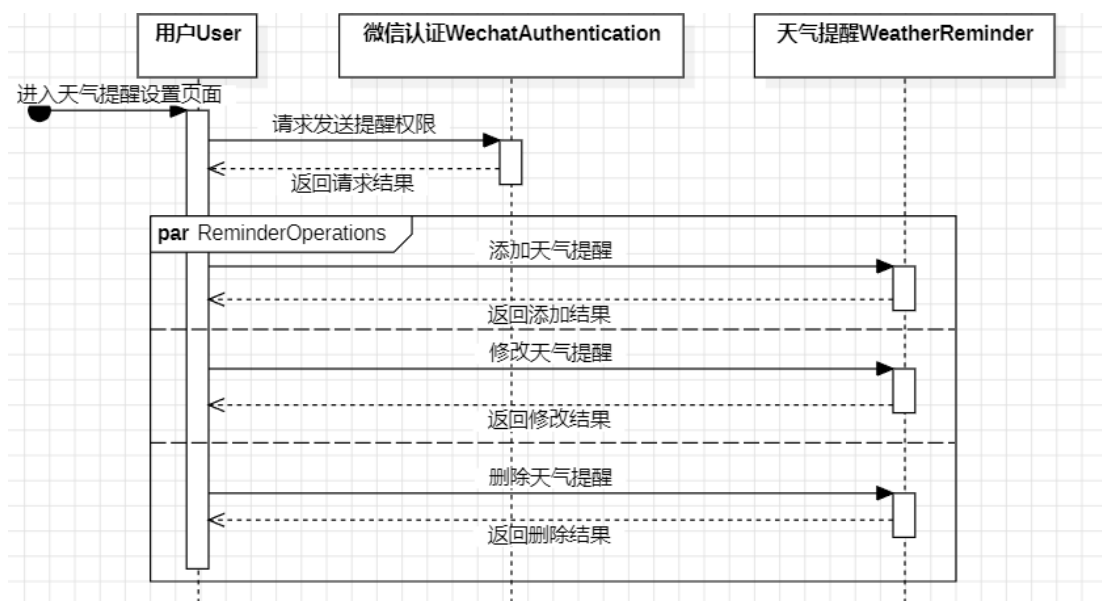 用户User
微信认证WechatAuthentication
天气提醒WeatherReminder
进入天气提醒设置页面
请求发送提醒权限
返回请求结果
par ReminderOperations
添加天气提醒
返回添加结果
修改天气提醒
返回修改结果
删除天气提醒
返回删除结果